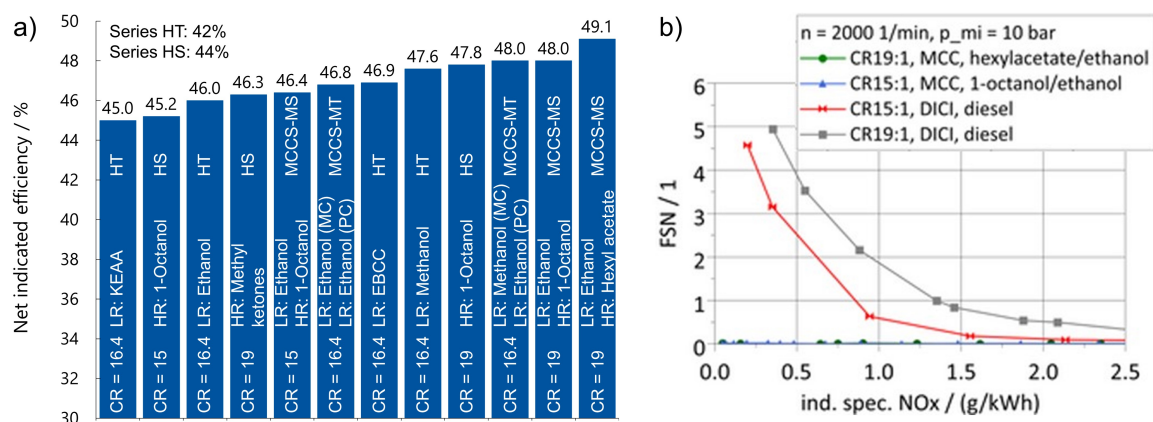 a)
Net indicated efficiency / %
50
48
46
44
42
40
38
36
34
32
30
Series HT: 42%
Series HS: 44%
45.0
45.2
46.0
46.3
46.4
46.8
46.9
47.6
47.8
48.0
48.0
49.1
CR = 16.4 LR: KEAA HT
CR = 15 HR: 1-Octanol HS
CR = 16.4 LR: Ethanol HT
CR = 19 HR: Methyl ketones HS
CR = 15 LR: Ethanol HR: 1-Octanol MCCS-MS
CR = 16.4 LR: Ethanol (MC) LR: Ethanol (PC) MCCS-MT
CR = 16.4 LR: EBCC HT
CR = 16.4 LR: Methanol HT
CR = 19 HR: 1-Octanol HS
CR = 16.4 LR: Methanol (MC) LR: Ethanol (PC) MCCS-MT
CR = 19 LR: Ethanol HR: 1-Octanol MCCS-MS
CR = 19 LR: Ethanol HR: Hexyl acetate MCCS-MS
b)
n = 2000 1/min, p_mi = 10 bar
CR19:1, MCC, hexylacetate/ethanol
CR15:1, MCC, 1-octanol/ethanol
CR15:1, DICI, diesel
CR19:1, DICI, diesel
FSN / 1
6
5
4
3
2
1
0
0.0 0.5 1.0 1.5 2.0 2.5
ind. spec. NOx / (g/kWh)